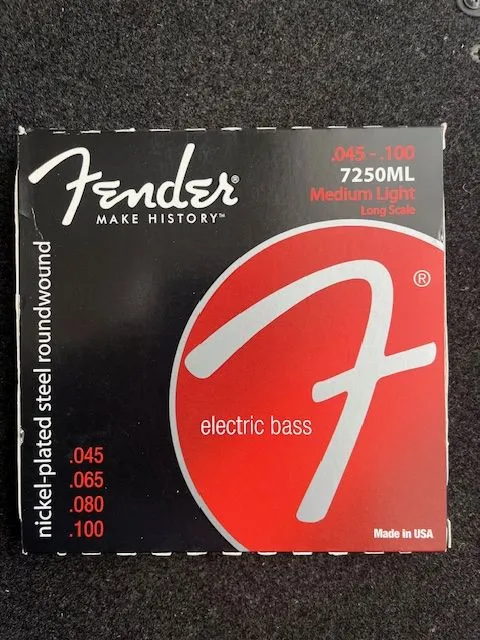 Fender®
MAKE HISTORY™
.045 - .100
7250ML
Medium Light
Long Scale
nickel-plated steel roundwound
F®
electric bass
.045
.065
.080
.100
Made in USA